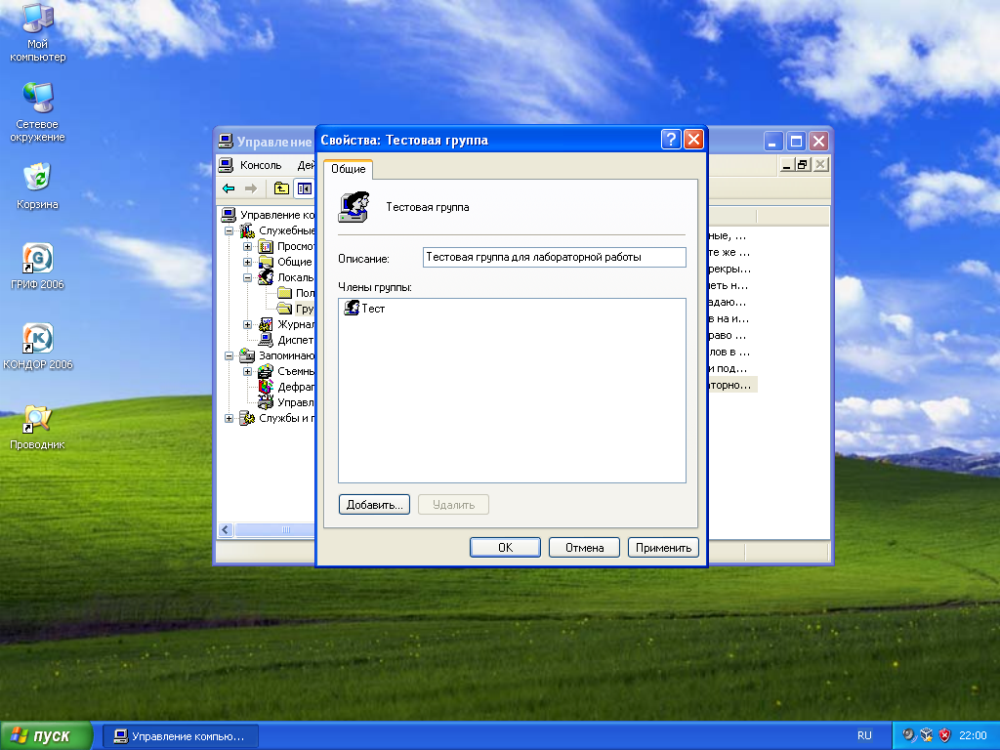 Мой
компьютер
Сетевое
окружение
Корзина
ГРИФ 2006
КОНДОР 2006
Проводник
Управление
Свойства: Тестовая группа
Консоль
Общие
Тестовая группа
Описание: Тестовая группа для лабораторной работы
Члены группы:
Тест
Добавить...
Удалить
ОК
Отмена
Применить
Управление ко
Служебные
Просмот
Общие
Локаль
Пол
Гру
Журнал
Диспет
Запоминаю
Съемны
Дефраг
Управл
Службы и п
ные, ...
те же ...
рекры...
еть н...
адаю...
в на и...
раво ...
лов в ...
и под...
аторно...
пуск
Управление компью...
RU
22:00